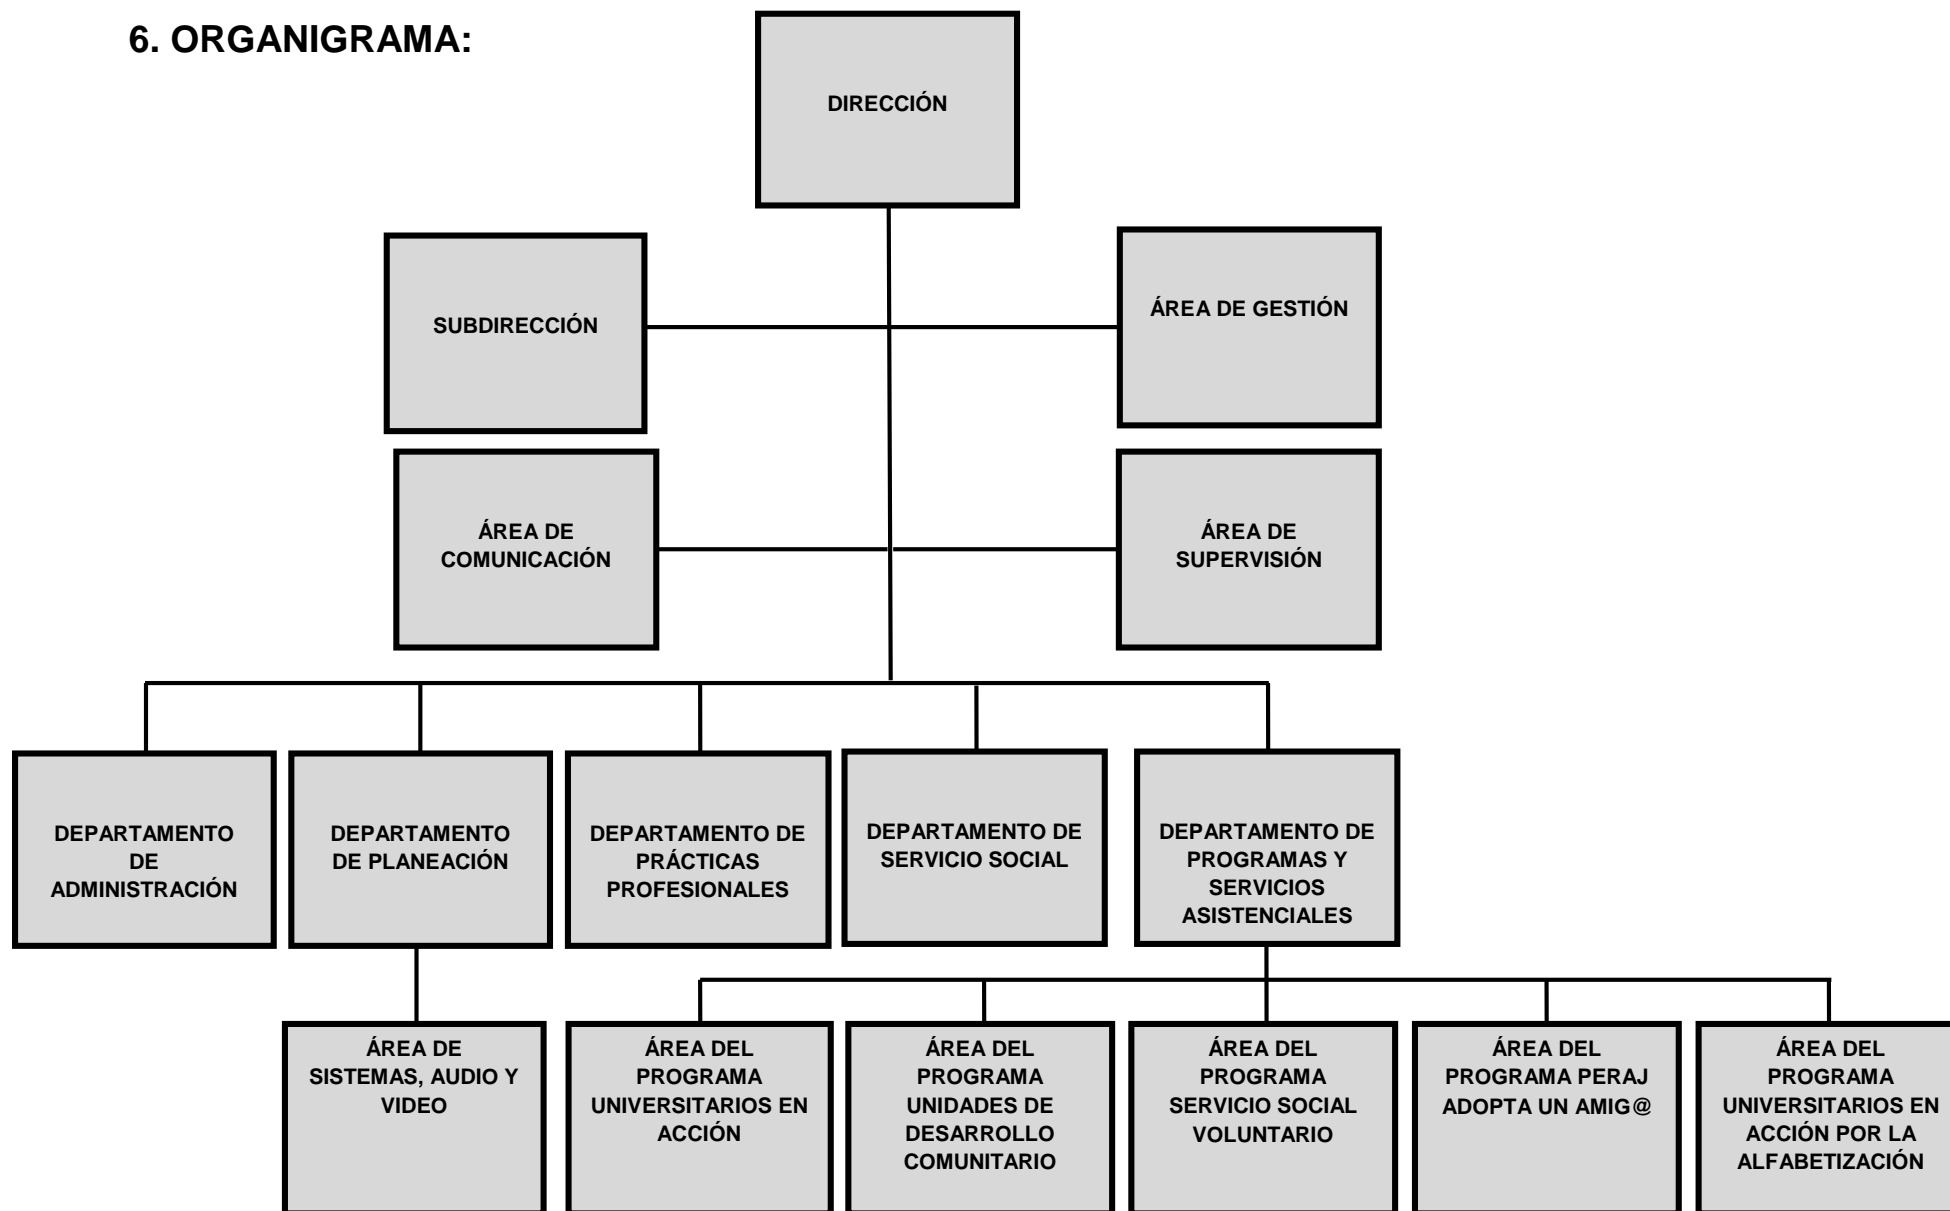 6. ORGANIGRAMA:
DIRECCIÓN
SUBDIRECCIÓN
ÁREA DE GESTIÓN
ÁREA DE
COMUNICACIÓN
ÁREA DE
SUPERVISIÓN
DEPARTAMENTO
DE
ADMINISTRACIÓN
DEPARTAMENTO
DE PLANEACIÓN
DEPARTAMENTO DE
PRÁCTICAS
PROFESIONALES
DEPARTAMENTO DE
SERVICIO SOCIAL
DEPARTAMENTO DE
PROGRAMAS Y
SERVICIOS
ASISTENCIALES
ÁREA DE
SISTEMAS, AUDIO Y
VIDEO
ÁREA DEL
PROGRAMA
UNIVERSITARIOS EN
ACCIÓN
ÁREA DEL
PROGRAMA
UNIDADES DE
DESARROLLO
COMUNITARIO
ÁREA DEL
PROGRAMA
SERVICIO SOCIAL
VOLUNTARIO
ÁREA DEL
PROGRAMA PERAJ
ADOPTA UN AMIG@
ÁREA DEL
PROGRAMA
UNIVERSITARIOS EN
ACCIÓN POR LA
ALFABETIZACIÓN